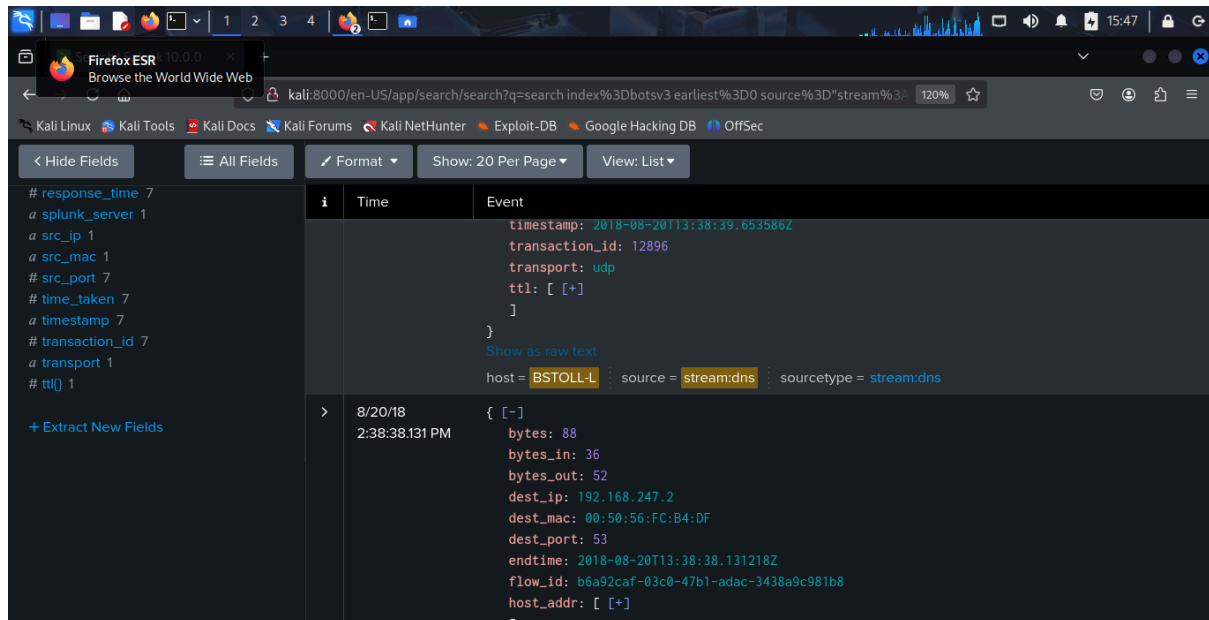 1 2 3 4 2 15:47
Search | Splunk 10.0.0
Firefox ESR
Browse the World Wide Web
kali:8000/en-US/app/search/search?q=search index%3Dbotsv3 earliest%3D0 source%3D"stream%3A 120%
Kali Linux Kali Tools Kali Docs Kali Forums Kali NetHunter Exploit-DB Google Hacking DB OffSec
< Hide Fields All Fields Format Show: 20 Per Page View: List
# response_time 7
a splunk_server 1
a src_ip 1
a src_mac 1
# src_port 7
# time_taken 7
a timestamp 7
# transaction_id 7
a transport 1
# ttl{} 1
+ Extract New Fields
i Time Event
timestamp: 2018-08-20T13:38:39.653586Z
transaction_id: 12896
transport: udp
ttl: [ [+]
]
}
Show as raw text
host = BSTOLL-L source = stream:dns sourcetype = stream:dns
> 8/20/18 { [-]
2:38:38.131 PM bytes: 88
bytes_in: 36
bytes_out: 52
dest_ip: 192.168.247.2
dest_mac: 00:50:56:FC:B4:DF
dest_port: 53
endtime: 2018-08-20T13:38:38.131218Z
flow_id: b6a92caf-03c0-47b1-adac-3438a9c981b8
host_addr: [ [+]